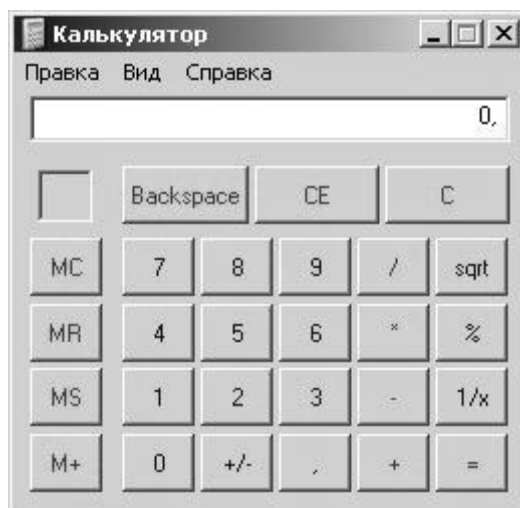 Калькулятор
Правка Вид Справка
0,
Backspace CE C
MC 7 8 9 / sqrt
MR 4 5 6 * %
MS 1 2 3 - 1/x
M+ 0 +/- , + =